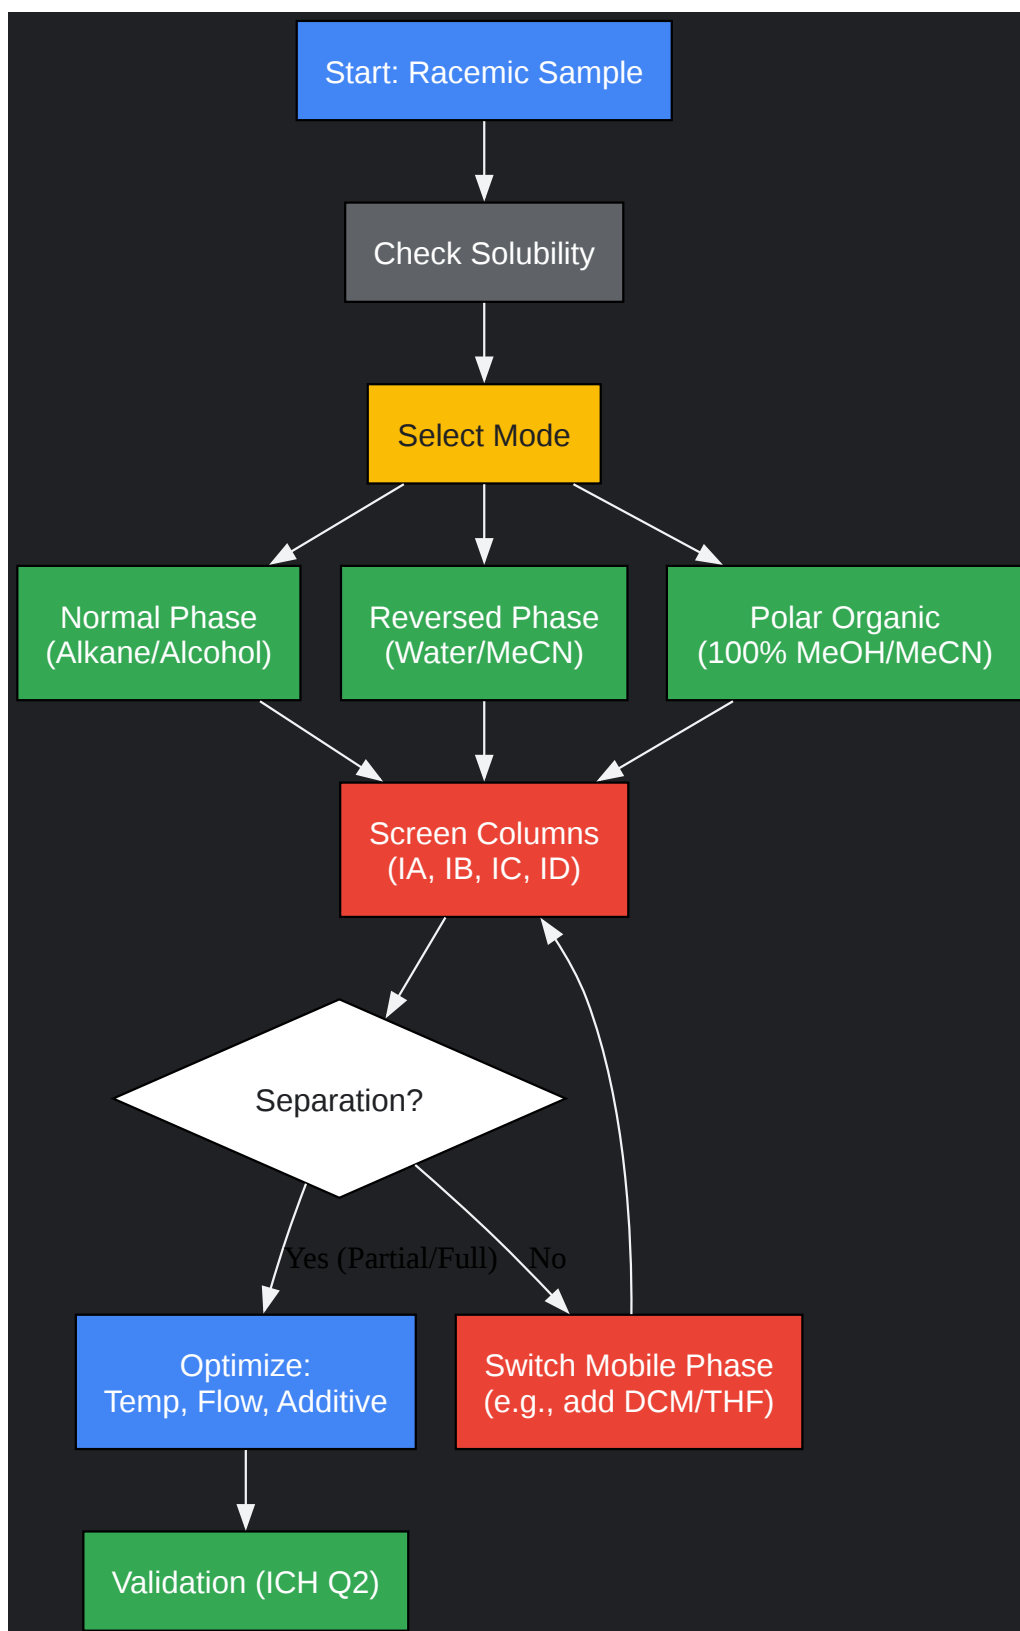 Start: Racemic Sample
Check Solubility
Select Mode
Normal Phase
(Alkane/Alcohol)
Reversed Phase
(Water/MeCN)
Polar Organic
(100% MeOH/MeCN)
Screen Columns
(IA, IB, IC, ID)
Separation?
Yes (Partial/Full)
No
Optimize:
Temp, Flow, Additive
Switch Mobile Phase
(e.g., add DCM/THF)
Validation (ICH Q2)